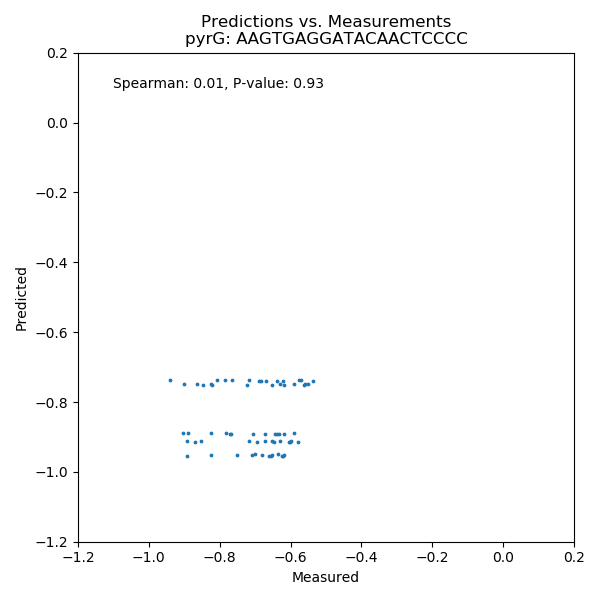 Predictions vs. Measurements
pyrG: AAGTGAGGATACAACTCCCC
0.2
Spearman: 0.01, P-value: 0.93
0.0
−0.2
−0.4
Predicted
−0.6
−0.8
−1.0
−1.2
−1.2 −1.0 −0.8 −0.6 −0.4 −0.2 0.0 0.2
Measured